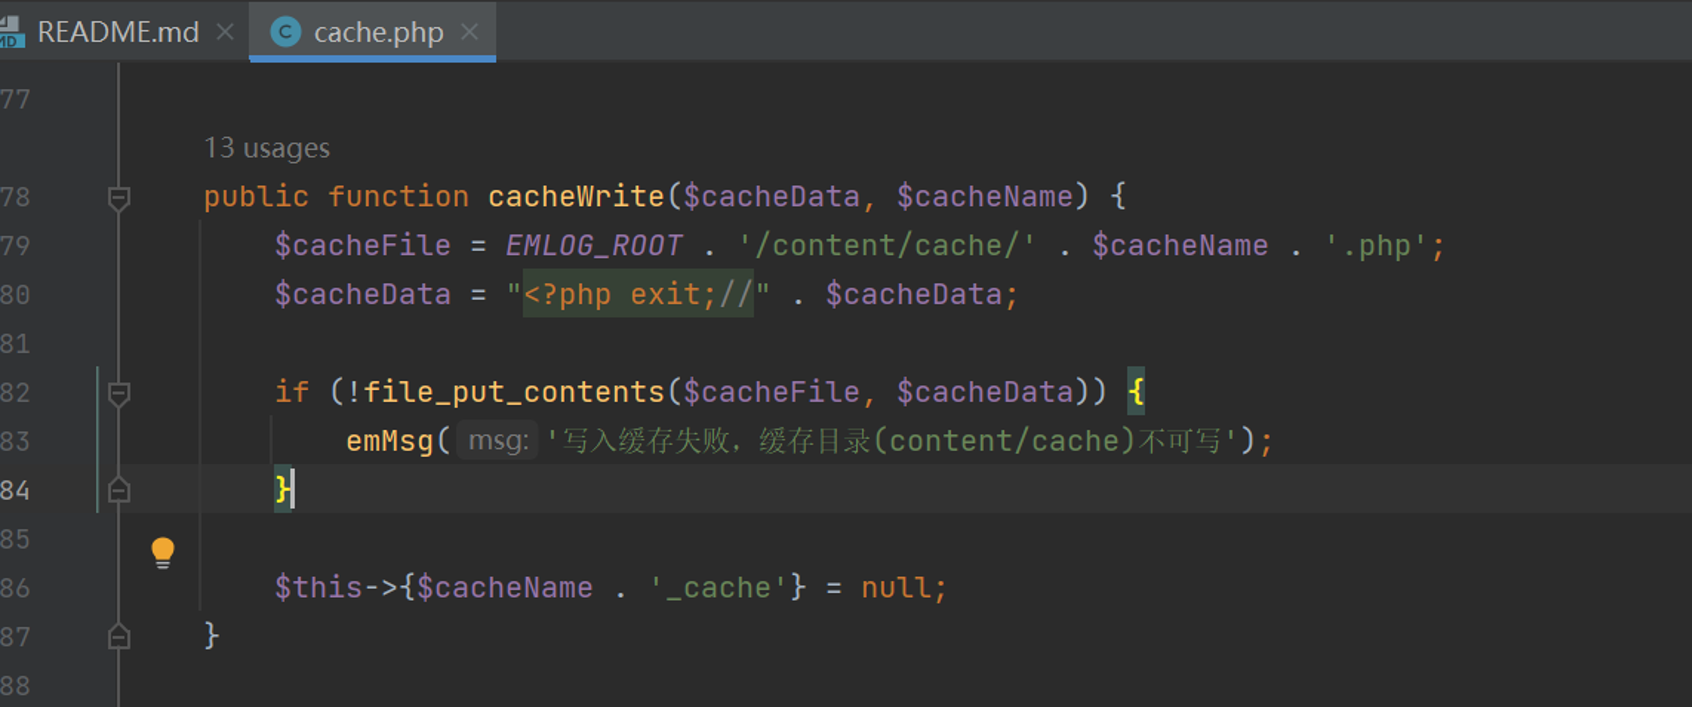 README.md cache.php
77
13 usages
78 public function cacheWrite($cacheData, $cacheName) {
79 $cacheFile = EMLOG_ROOT . '/content/cache/' . $cacheName . '.php';
80 $cacheData = "<?php exit;//" . $cacheData;
81
82 if (!file_put_contents($cacheFile, $cacheData)) {
83 emMsg( msg: '写入缓存失败，缓存目录(content/cache)不可写');
84 }
85
86 $this->{$cacheName . '_cache'} = null;
87 }
88